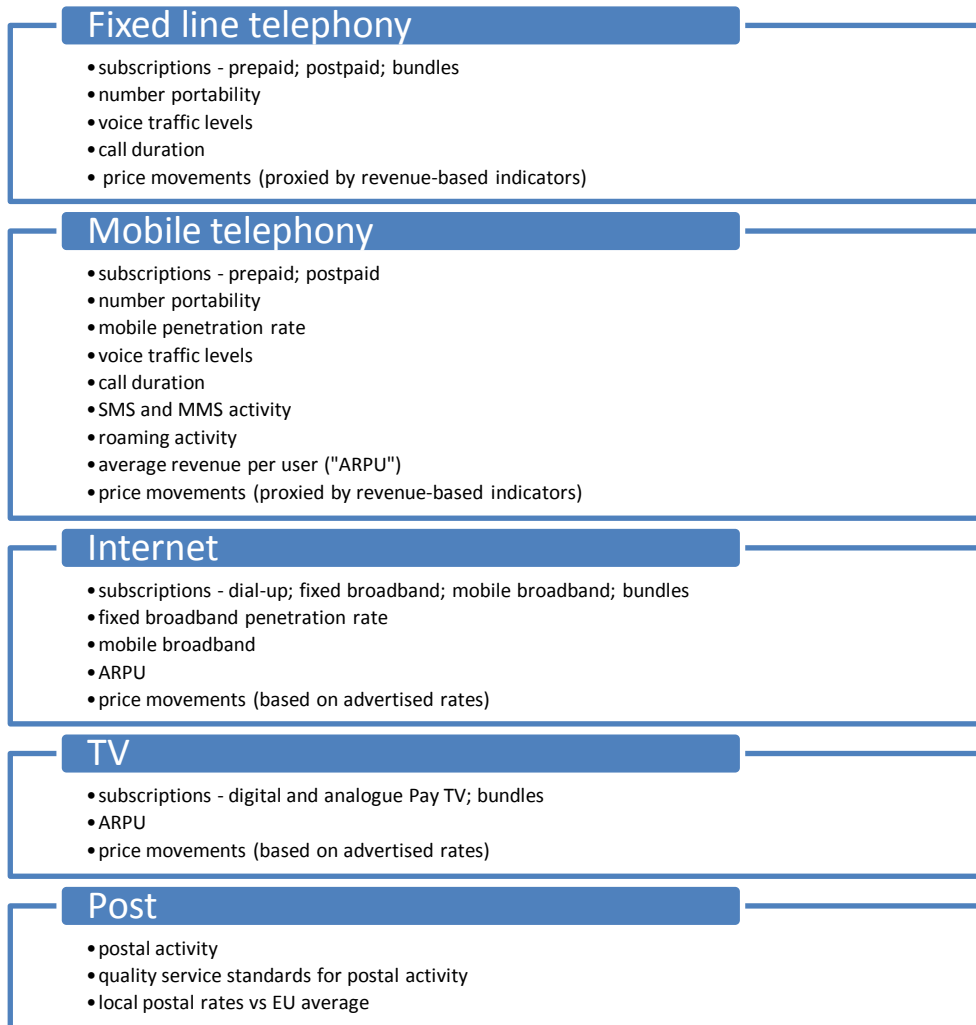 Fixed line telephony
•subscriptions - prepaid; postpaid; bundles
•number portability
•voice traffic levels
•call duration
• price movements (proxied by revenue-based indicators)
Mobile telephony
•subscriptions - prepaid; postpaid
•number portability
•mobile penetration rate
•voice traffic levels
•call duration
•SMS and MMS activity
•roaming activity
•average revenue per user ("ARPU")
•price movements (proxied by revenue-based indicators)
Internet
•subscriptions - dial-up; fixed broadband; mobile broadband; bundles
•fixed broadband penetration rate
•mobile broadband
•ARPU
•price movements (based on advertised rates)
TV
•subscriptions - digital and analogue Pay TV; bundles
•ARPU
•price movements (based on advertised rates)
Post
•postal activity
•quality service standards for postal activity
•local postal rates vs EU average